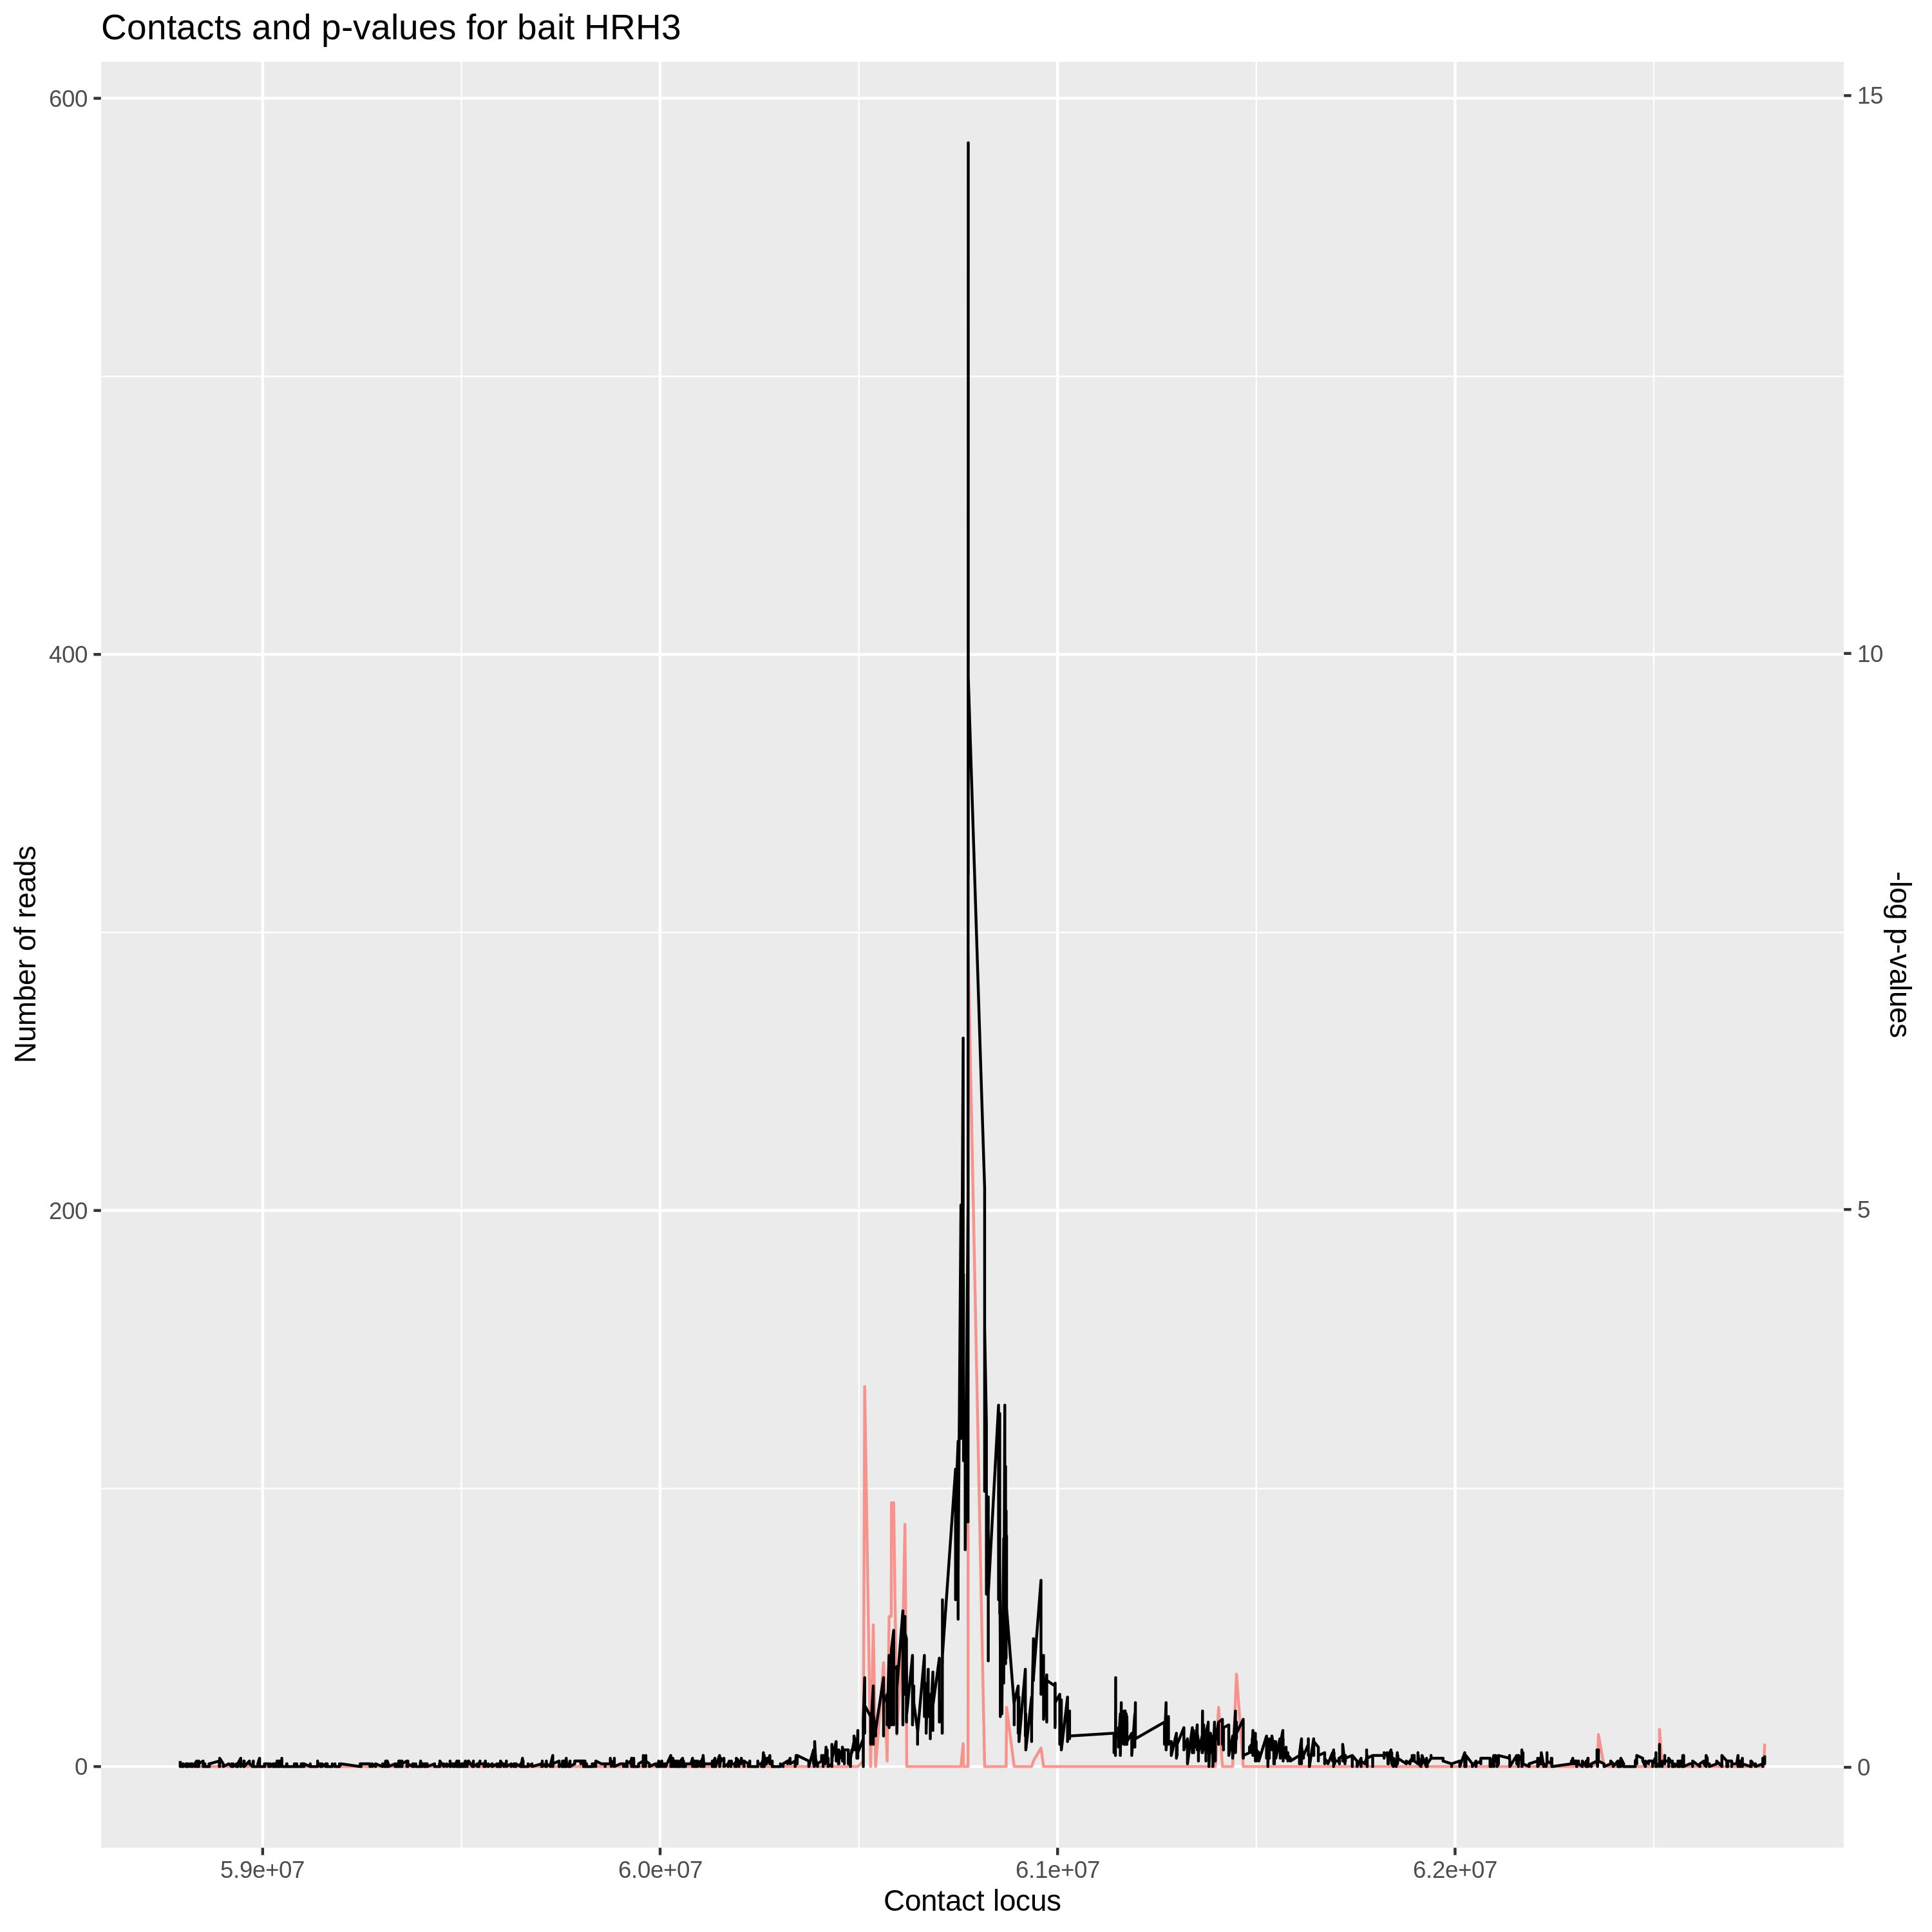 Contacts and p-values for bait HRH3
600
400
200
0
Number of reads
15
10
5
0
-log p-values
5.9e+07 6.0e+07 6.1e+07 6.2e+07
Contact locus